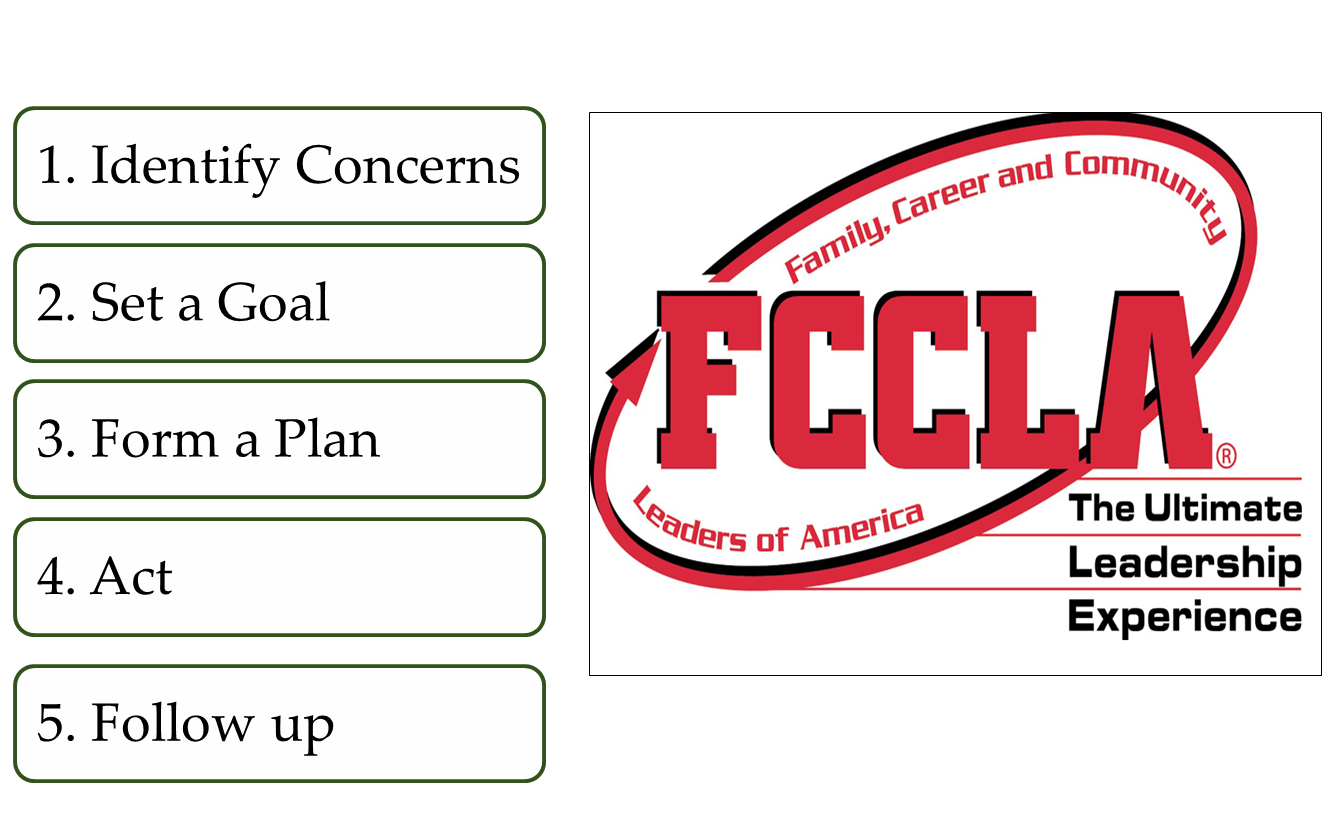 1. Identify Concerns
2. Set a Goal
3. Form a Plan
4. Act
5. Follow up
Family, Career and Community
FCCLA®
Leaders of America
The Ultimate
Leadership
Experience